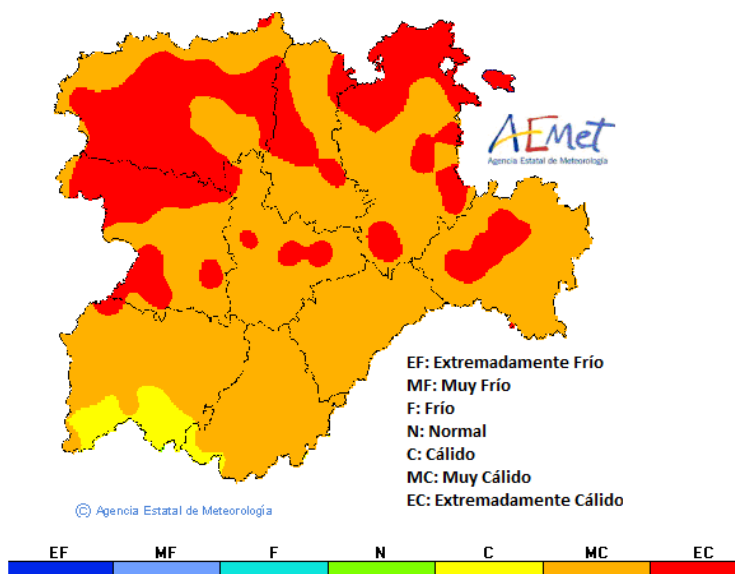 AEMet
Agencia Estatal de Meteorología
EF: Extremadamente Frío
MF: Muy Frío
F: Frío
N: Normal
C: Cálido
MC: Muy Cálido
EC: Extremadamente Cálido
© Agencia Estatal de Meteorología
EF MF F N C MC EC